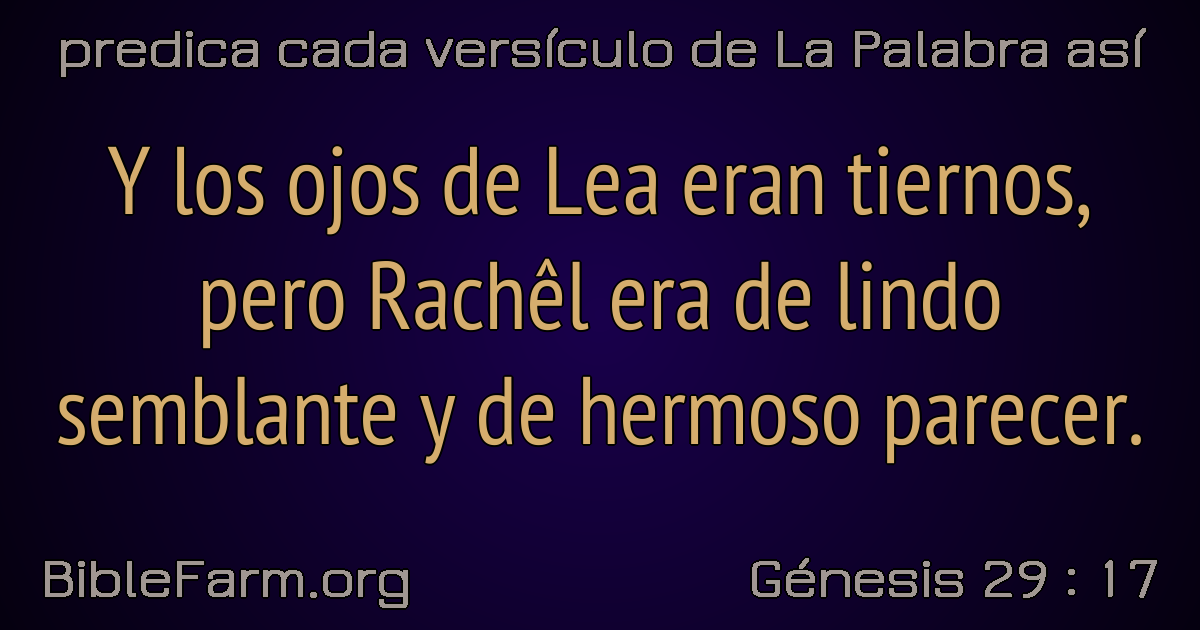 predica cada versículo de La Palabra así
Y los ojos de Lea eran tiernos,
pero Rachêl era de lindo
semblante y de hermoso parecer.
BibleFarm.org
Génesis 29 : 17